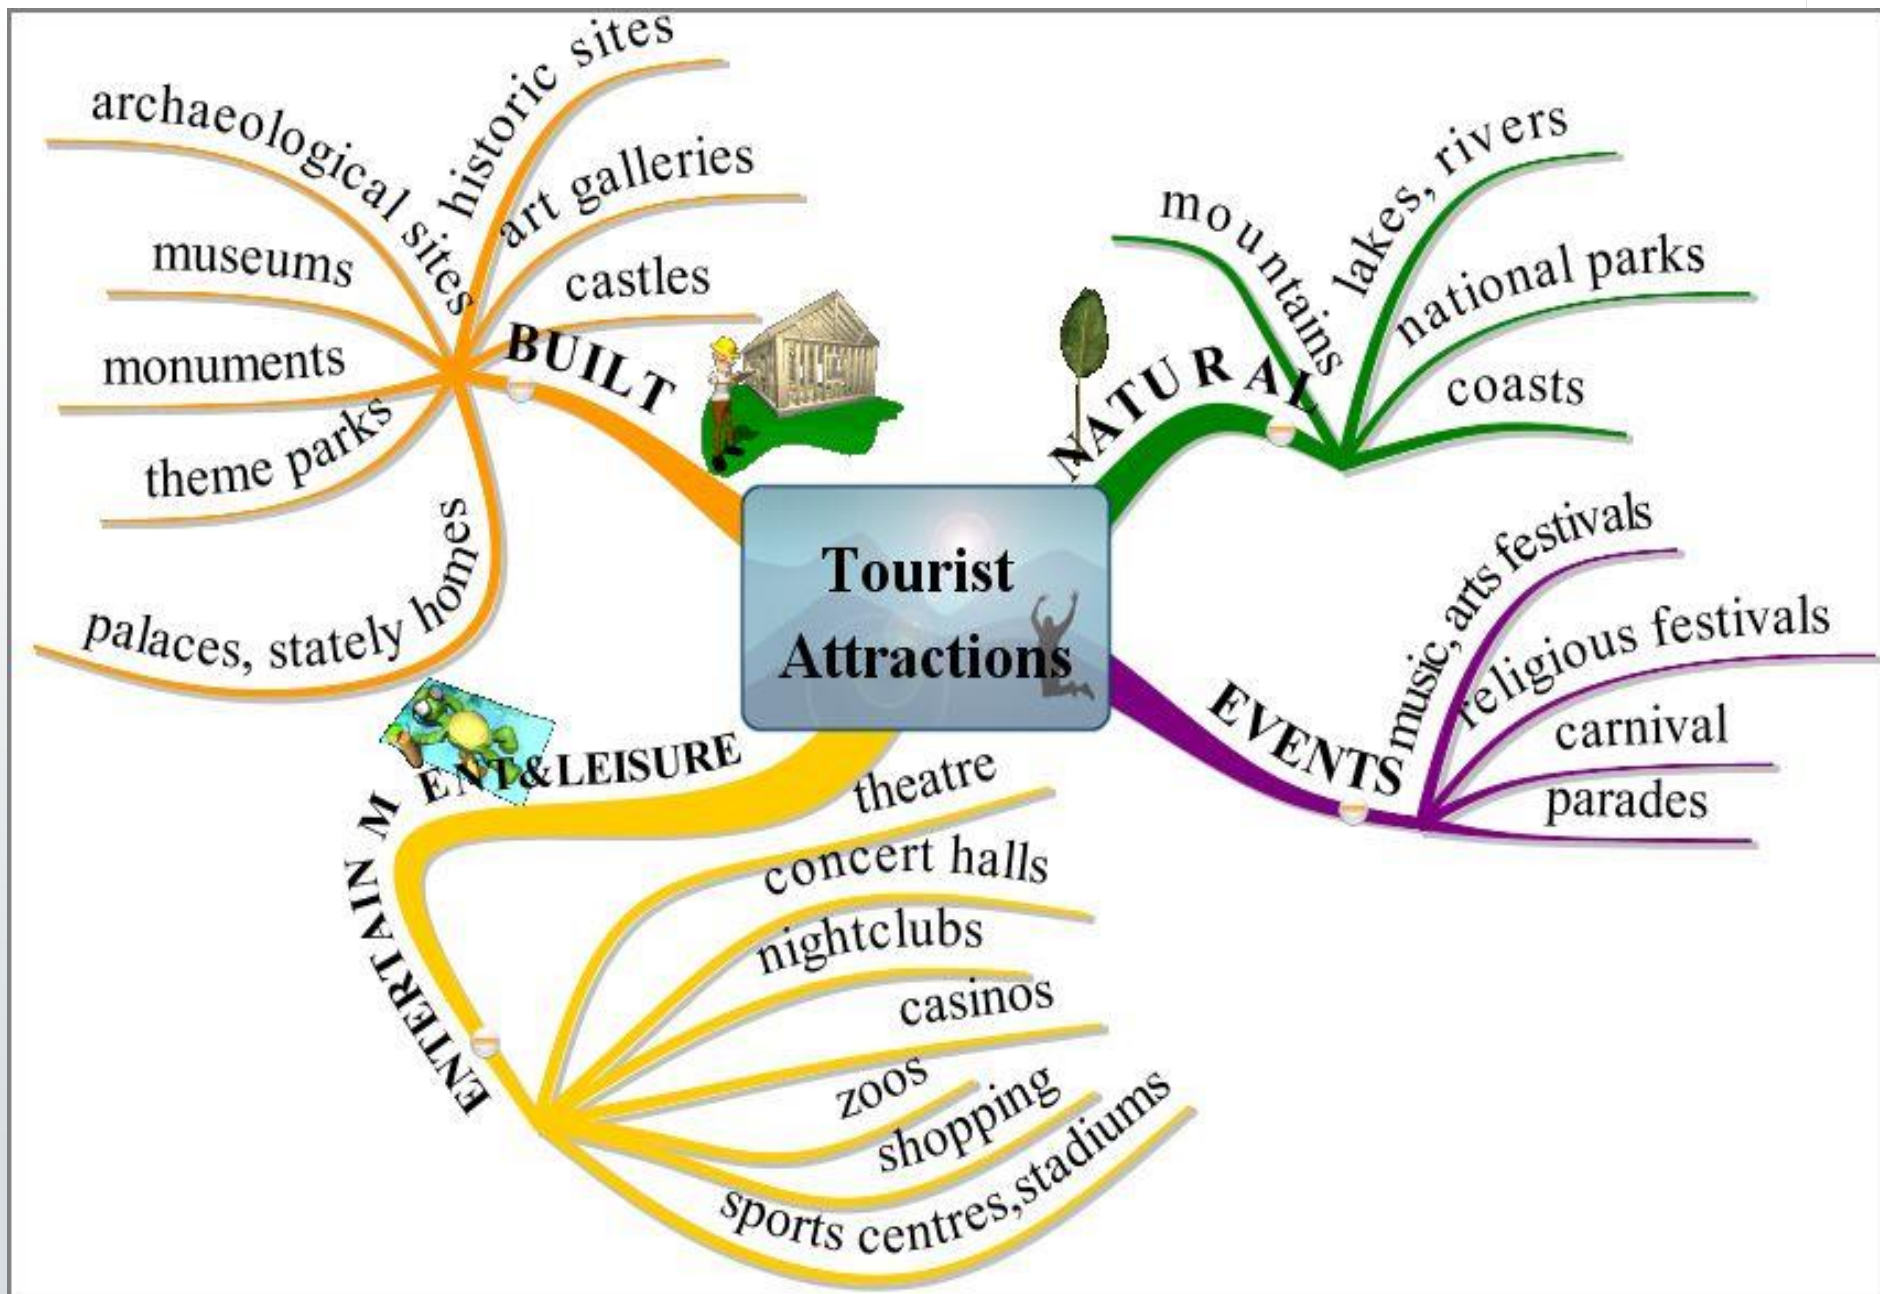 Tourist
Attractions
BUILT
historic sites
art galleries
castles
archaeological sites
museums
monuments
theme parks
palaces, stately homes
NATURAL
mountains
lakes, rivers
national parks
coasts
EVENTS
music, arts festivals
religious festivals
carnival
parades
ENTERTAINMENT&LEISURE
theatre
concert halls
nightclubs
casinos
zoos
shopping
sports centres,stadiums